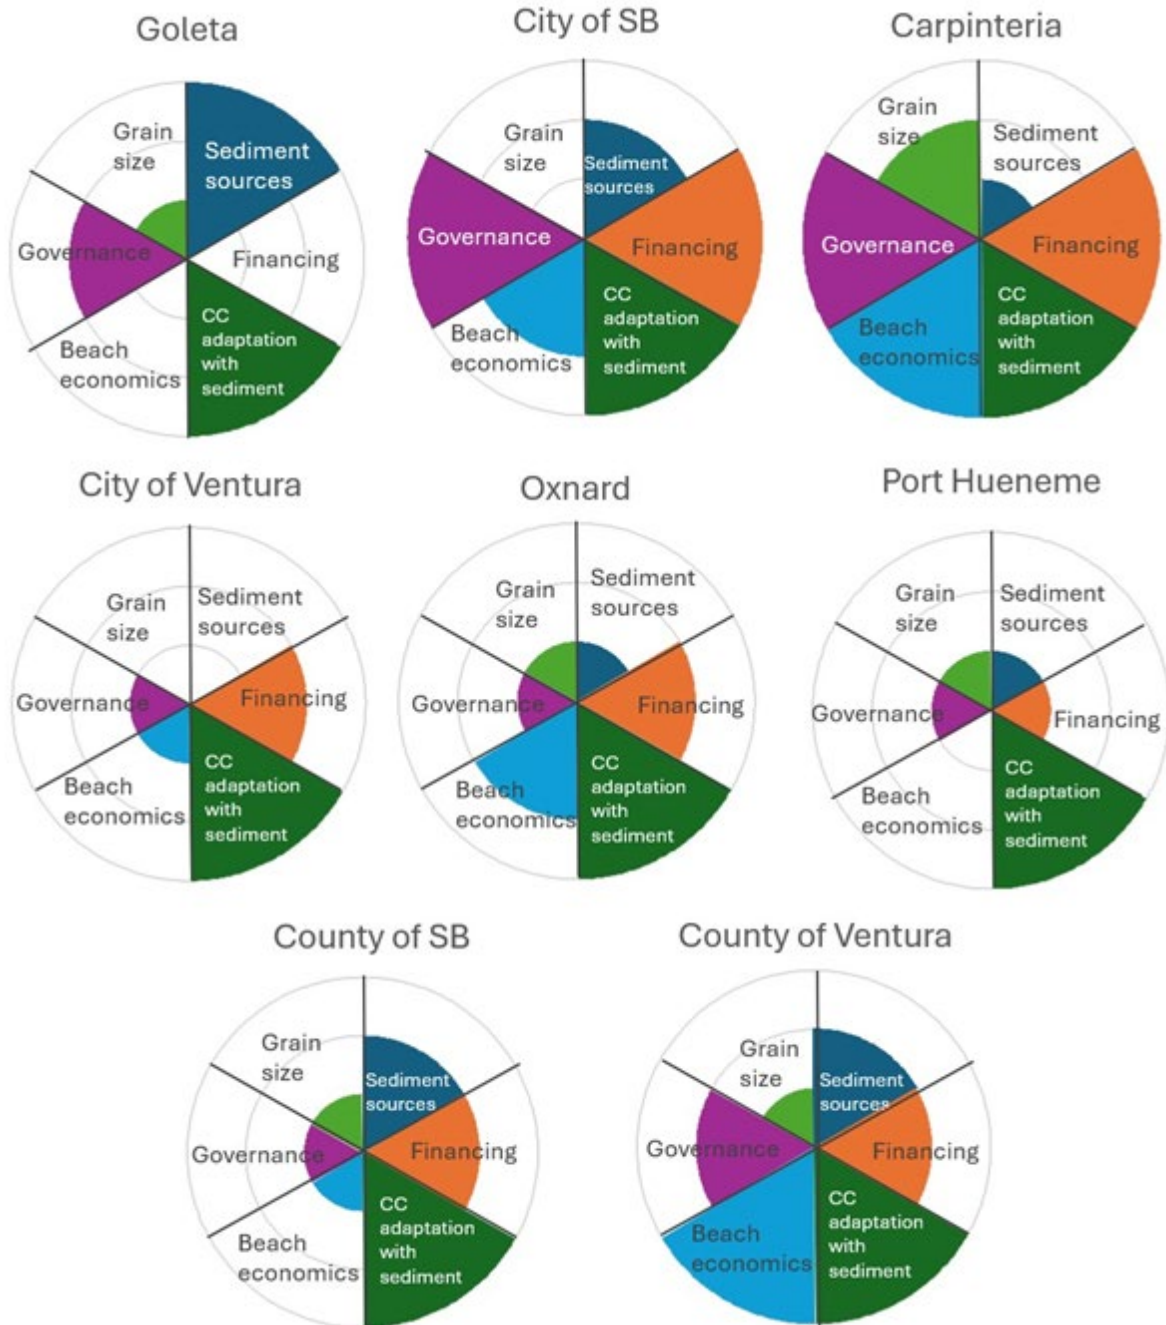 Goleta
Grain
size
Sediment
sources
Governance
Financing
Beach
economics
CC
adaptation
with
sediment
City of SB
Grain
size
Sediment
sources
Governance
Financing
Beach
economics
CC
adaptation
with
sediment
Carpinteria
Grain
size
Sediment
sources
Governance
Financing
Beach
economics
CC
adaptation
with
sediment
City of Ventura
Grain
size
Sediment
sources
Governance
Financing
Beach
economics
CC
adaptation
with
sediment
Oxnard
Grain
size
Sediment
sources
Governance
Financing
Beach
economics
CC
adaptation
with
sediment
Port Hueneme
Grain
size
Sediment
sources
Governance
Financing
Beach
economics
CC
adaptation
with
sediment
County of SB
Grain
size
Sediment
sources
Governance
Financing
Beach
economics
CC
adaptation
with
sediment
County of Ventura
Grain
size
Sediment
sources
Governance
Financing
Beach
economics
CC
adaptation
with
sediment